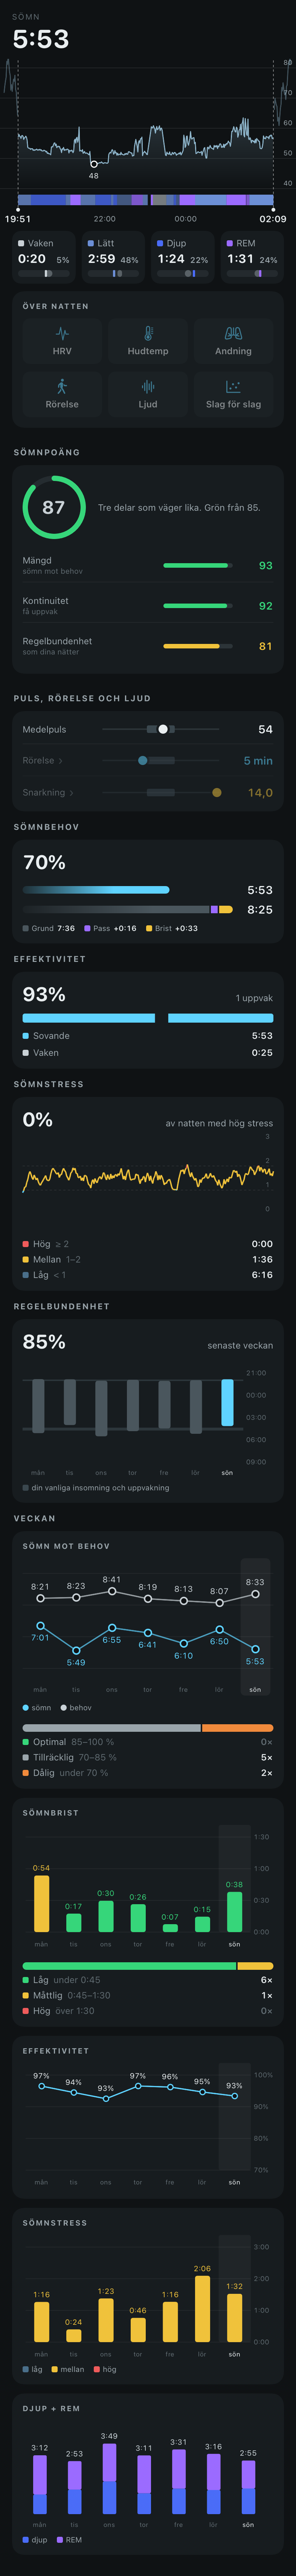 SÖMN
5:53
80
70
60
50
40
48
19:51 22:00 00:00 02:09
Vaken Lätt Djup REM
0:20 5% 2:59 48% 1:24 22% 1:31 24%
ÖVER NATTEN
HRV Hudtemp Andning
Rörelse Ljud Slag för slag
SÖMNPOÄNG
87
Tre delar som väger lika. Grön från 85.
Mängd
sömn mot behov
93
Kontinuitet
få uppvak
92
Regelbundenhet
som dina nätter
81
PULS, RÖRELSE OCH LJUD
Medelpuls 54
Rörelse > 5 min
Snarkning > 14,0
SÖMNBEHOV
70%
5:53
8:25
Grund 7:36 Pass +0:16 Brist +0:33
EFFEKTIVITET
93% 1 uppvak
Sovande 5:53
Vaken 0:25
SÖMNSTRESS
0% av natten med hög stress
3
2
1
0
Hög ≥ 2 0:00
Mellan 1–2 1:36
Låg < 1 6:16
REGELBUNDENHET
85% senaste veckan
21:00
00:00
03:00
06:00
09:00
mån tis ons tor fre lör sön
din vanliga insomning och uppvakning
VECKAN
SÖMN MOT BEHOV
8:21 8:23 8:41 8:19 8:13 8:07 8:33
7:01 5:49 6:55 6:41 6:10 6:50 5:53
mån tis ons tor fre lör sön
sömn behov
Optimal 85–100 % 0×
Tillräcklig 70–85 % 5×
Dålig under 70 % 2×
SÖMNBRIST
1:30
1:00
0:30
0:00
0:54 0:17 0:30 0:26 0:07 0:15 0:38
mån tis ons tor fre lör sön
Låg under 0:45 6×
Måttlig 0:45–1:30 1×
Hög över 1:30 0×
EFFEKTIVITET
97% 94% 93% 97% 96% 95% 93%
100%
90%
80%
70%
mån tis ons tor fre lör sön
SÖMNSTRESS
3:00
2:00
1:00
0:00
1:16 0:24 1:23 0:46 1:16 2:06 1:32
mån tis ons tor fre lör sön
låg mellan hög
DJUP + REM
3:12 2:53 3:49 3:11 3:31 3:16 2:55
mån tis ons tor fre lör sön
djup REM